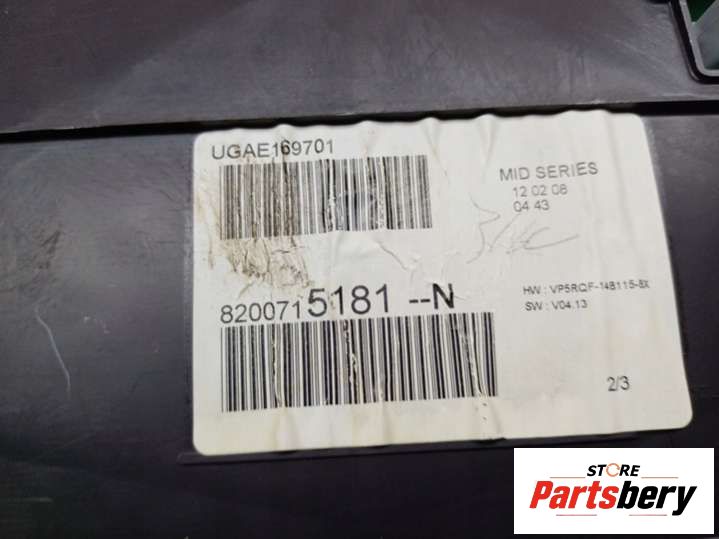 UGAE169701
MID SERIES
12 02 08
04 43
8200715181 --N
HW : VP5RQF-14B115-BX
SW : V04.13
2/3
STORE
Partsbery